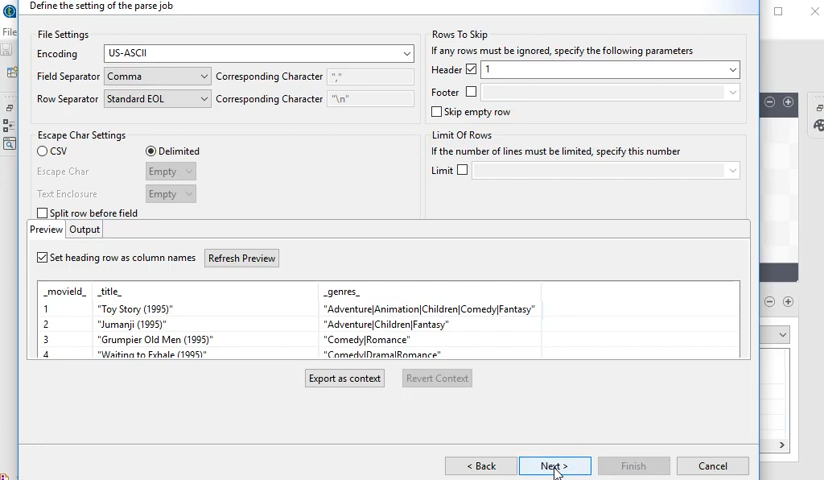 Define the setting of the parse job
File
File Settings
Encoding US-ASCII
Field Separator Comma Corresponding Character ","
Row Separator Standard EOL Corresponding Character "\n"
Rows To Skip
If any rows must be ignored, specify the following parameters
Header 1
Footer
Skip empty row
Escape Char Settings
CSV Delimited
Escape Char Empty
Text Enclosure Empty
Split row before field
Limit Of Rows
If the number of lines must be limited, specify this number
Limit
Preview Output
Set heading row as column names Refresh Preview
_movieId_ _title_ _genres_
1 "Toy Story (1995)" "Adventure|Animation|Children|Comedy|Fantasy"
2 "Jumanji (1995)" "Adventure|Children|Fantasy"
3 "Grumpier Old Men (1995)" "Comedy|Romance"
4 "Waiting to Exhale (1995)" "Comedy|Drama|Romance"
Export as context Revert Context
< Back Next > Finish Cancel